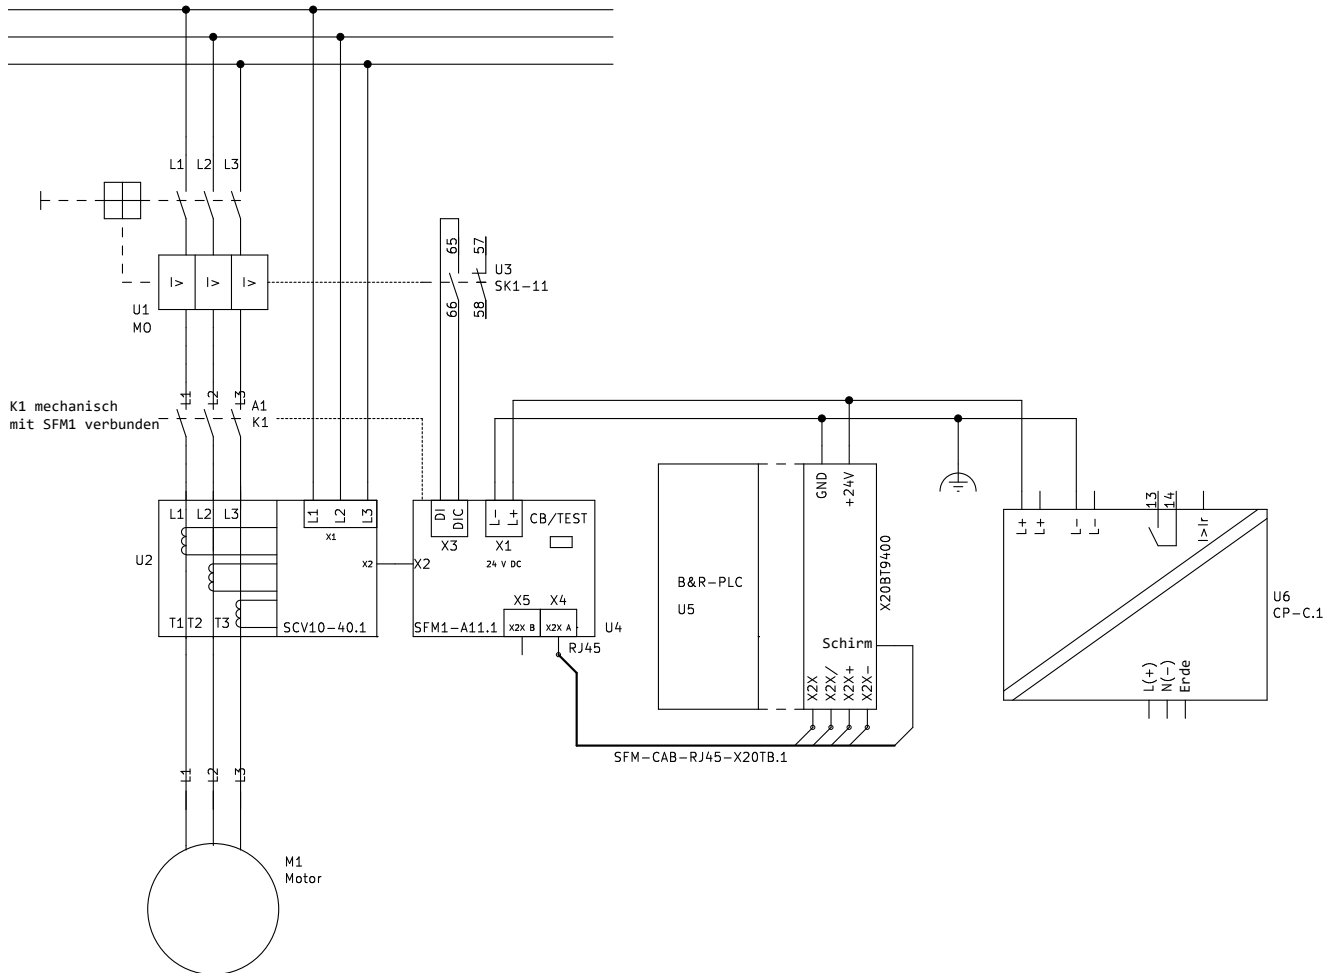 L1 L2 L3
65
57
U3
SK1-11
I> I> I>
66
58
U1
MO
L1 L2 L3
A1
K1
K1 mechanisch
mit SFM1 verbunden
GND
+24V
L1 L2 L3
L1 L2 L3
X1
DI
DIC
L-
L+
CB/TEST
X3
X1
24 V DC
U2
X2
X2
L+
L+
L-
L-
13
14
I>Ir
X20BT9400
B&R-PLC
U5
U6
CP-C.1
X5
X4
T1 T2 T3
SCV10-40.1
SFM1-A11.1
X2X B
X2X A
U4
RJ45
Schirm
X2X
X2X/
X2X+
X2X-
L(+)
N(-)
Erde
SFM-CAB-RJ45-X20TB.1
L1 L2 L3
M1
Motor